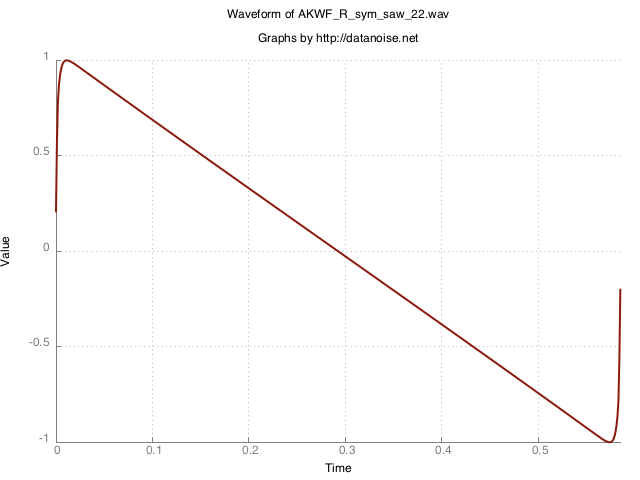 Waveform of AKWF_R_sym_saw_22.wav
Graphs by http://datanoise.net
1
0.5
0
-0.5
-1
Value
0 0.1 0.2 0.3 0.4 0.5
Time